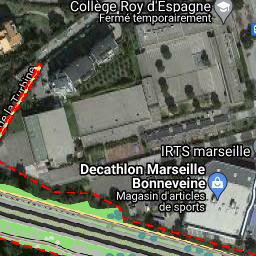 Collège Roy d'Espagne
Fermé temporairement
de la Turbine
IRTS marseille
Decathlon Marseille
Bonneveine
Magasin d'articles
de sports